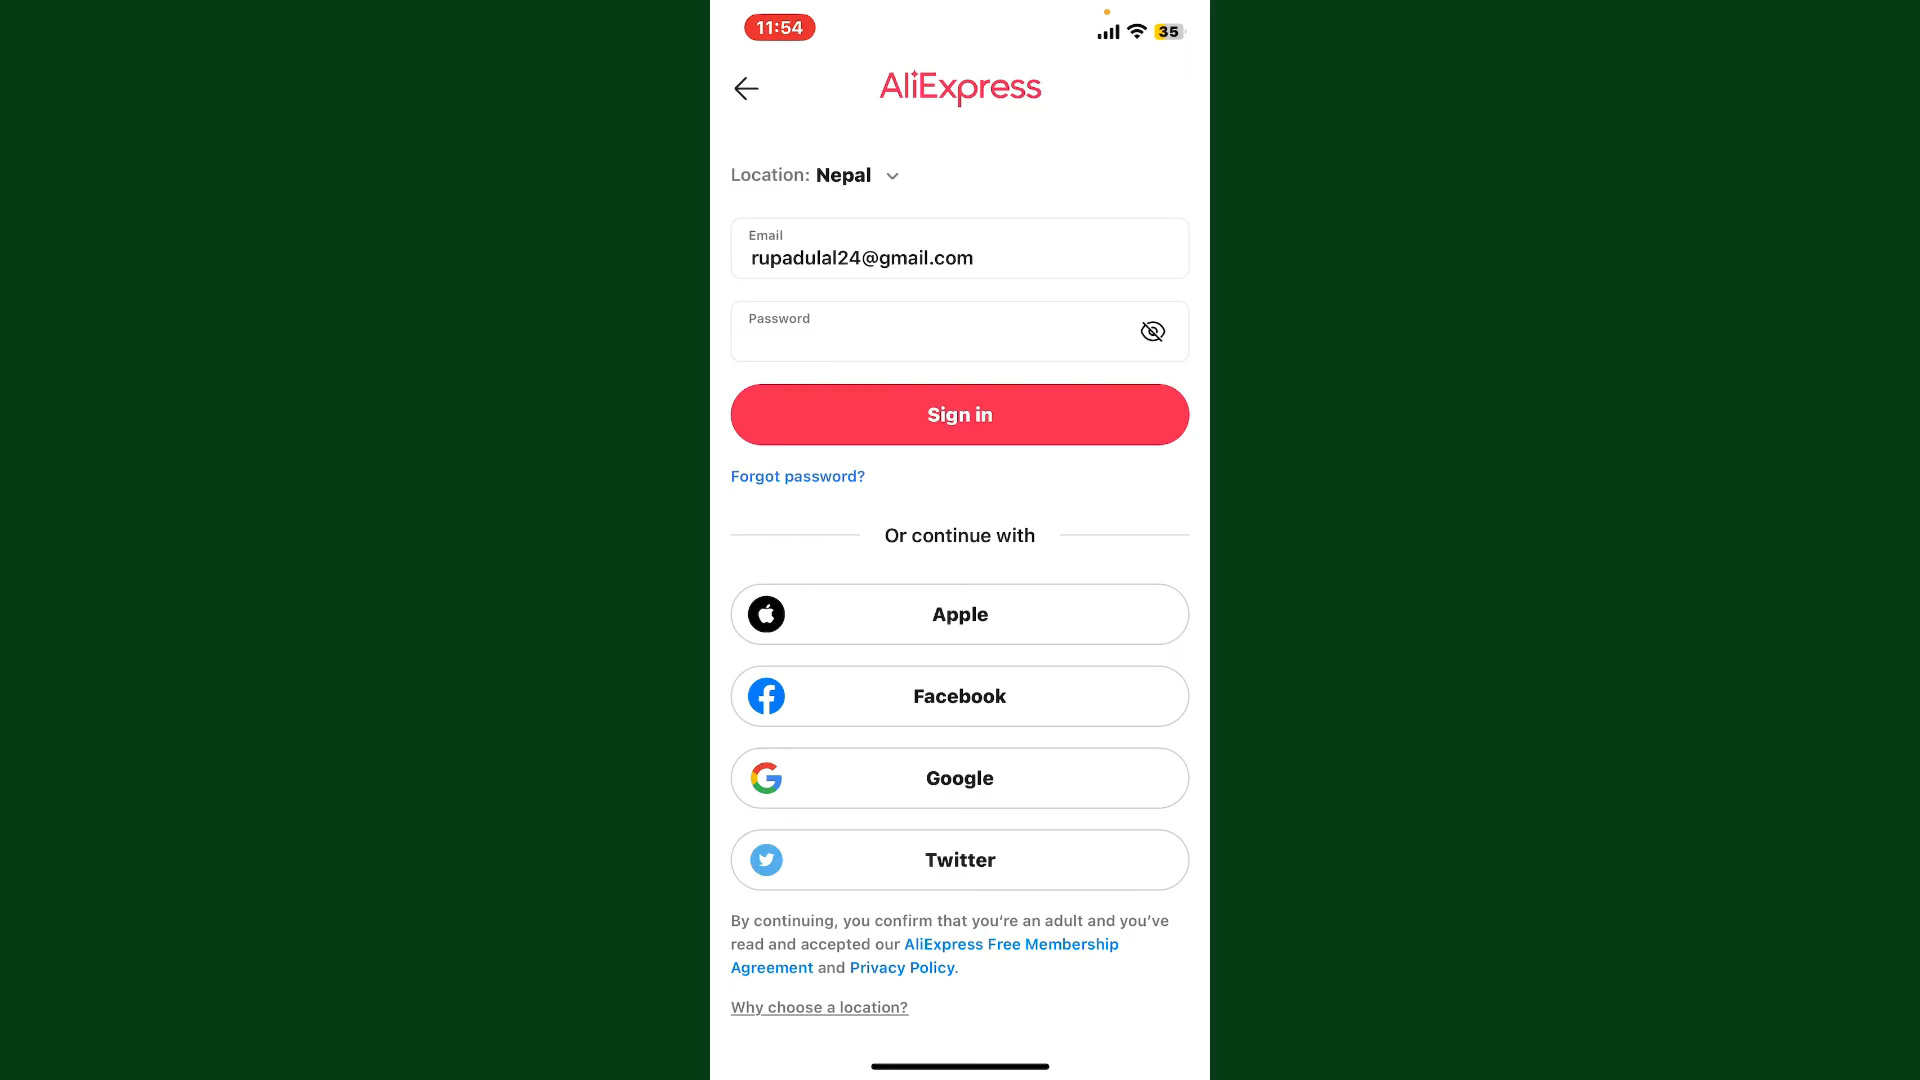 11:54
35
AliExpress
Location: Nepal
Email
rupadulal24@gmail.com
Password
Sign in
Forgot password?
Or continue with
Apple
Facebook
Google
Twitter
By continuing, you confirm that you're an adult and you've
read and accepted our AliExpress Free Membership
Agreement and Privacy Policy.
Why choose a location?